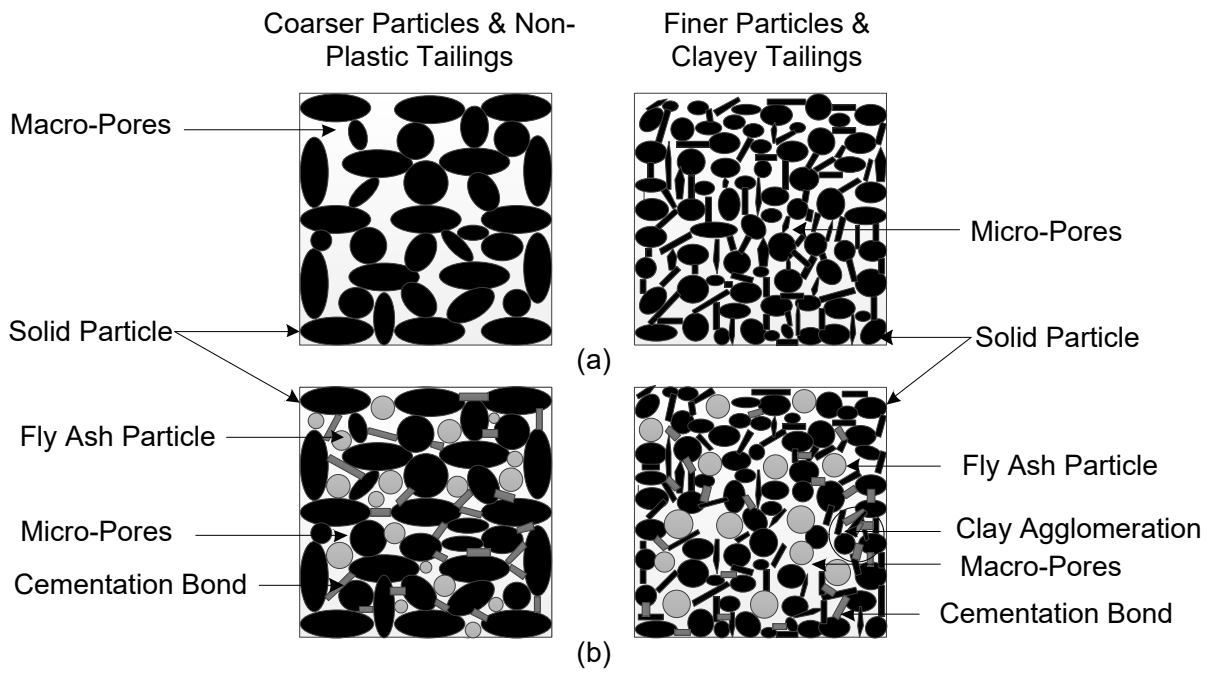 Coarser Particles & Non-
Plastic Tailings
Finer Particles &
Clayey Tailings
Macro-Pores
Micro-Pores
Solid Particle
Solid Particle
(a)
Fly Ash Particle
Fly Ash Particle
Micro-Pores
Clay Agglomeration
Macro-Pores
Cementation Bond
Cementation Bond
(b)